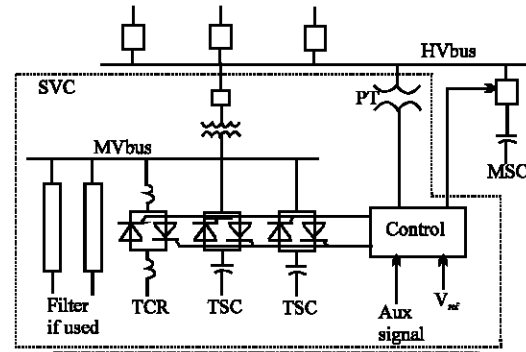 HVbus
SVC
PT
MSC
MVbus
Control
Filter
if used
TCR
TSC
TSC
Aux
signal
Vref